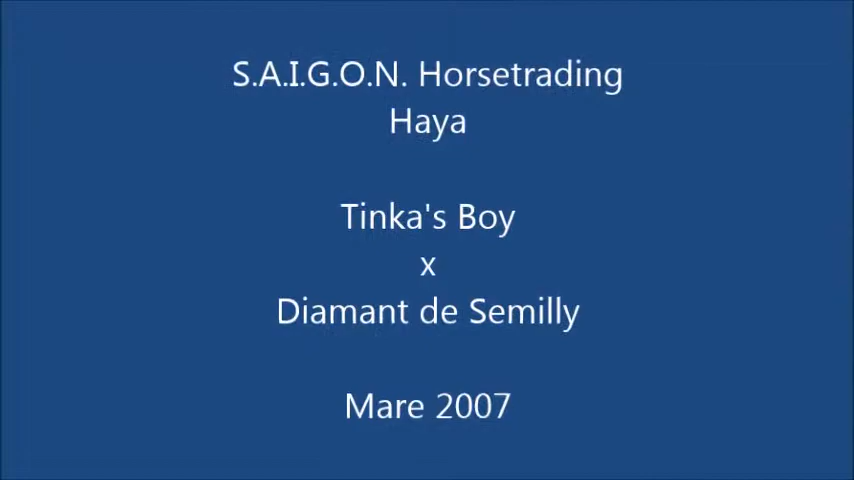 S.A.I.G.O.N. Horsetrading
Haya
Tinka's Boy
x
Diamant de Semilly
Mare 2007